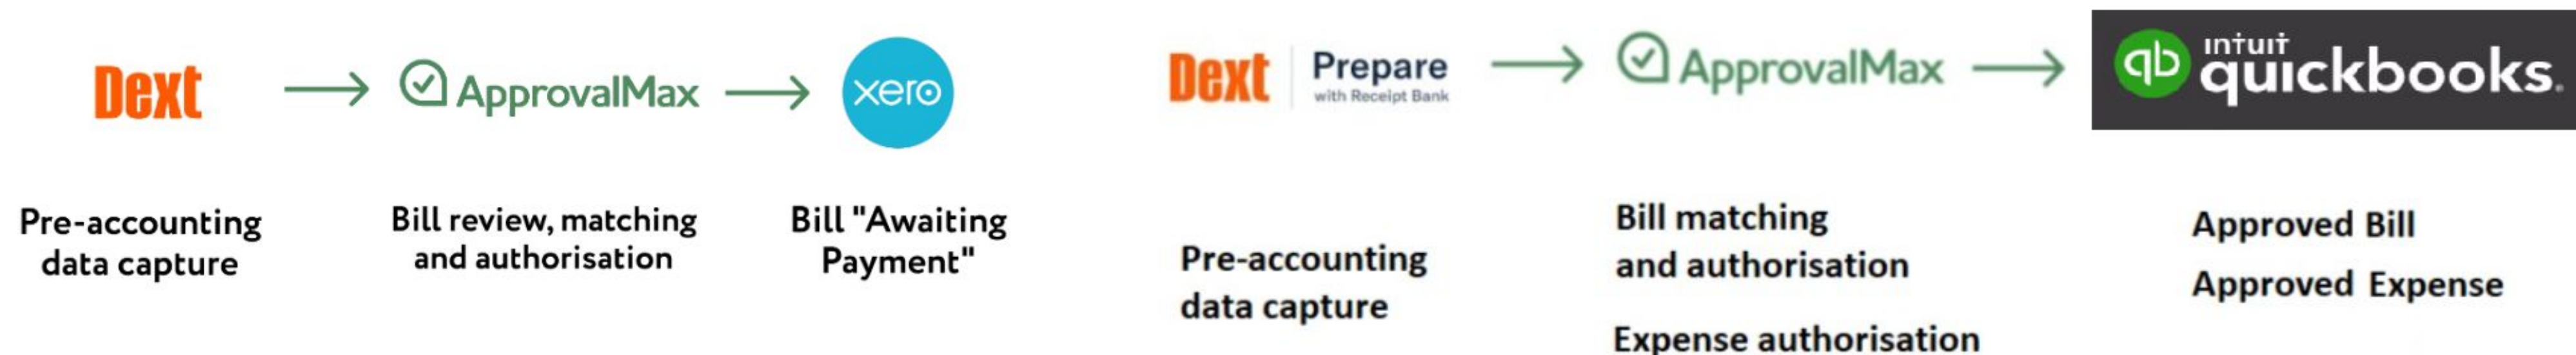 Dext
ApprovalMax
xero
Pre-accounting
data capture
Bill review, matching
and authorisation
Bill "Awaiting
Payment"
Dext
Prepare
with Receipt Bank
ApprovalMax
qb
intuit
quickbooks.
Pre-accounting
data capture
Bill matching
and authorisation
Expense authorisation
Approved Bill
Approved Expense